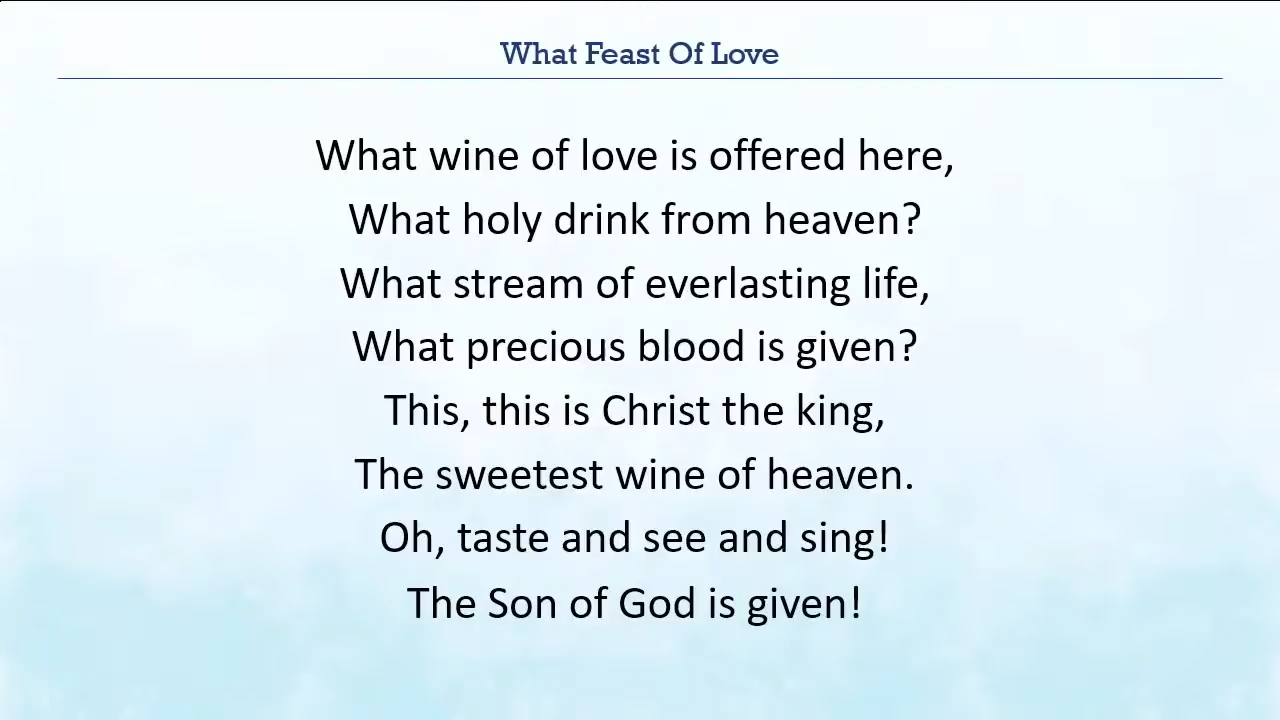 What Feast Of Love
What wine of love is offered here,
What holy drink from heaven?
What stream of everlasting life,
What precious blood is given?
This, this is Christ the king,
The sweetest wine of heaven.
Oh, taste and see and sing!
The Son of God is given!